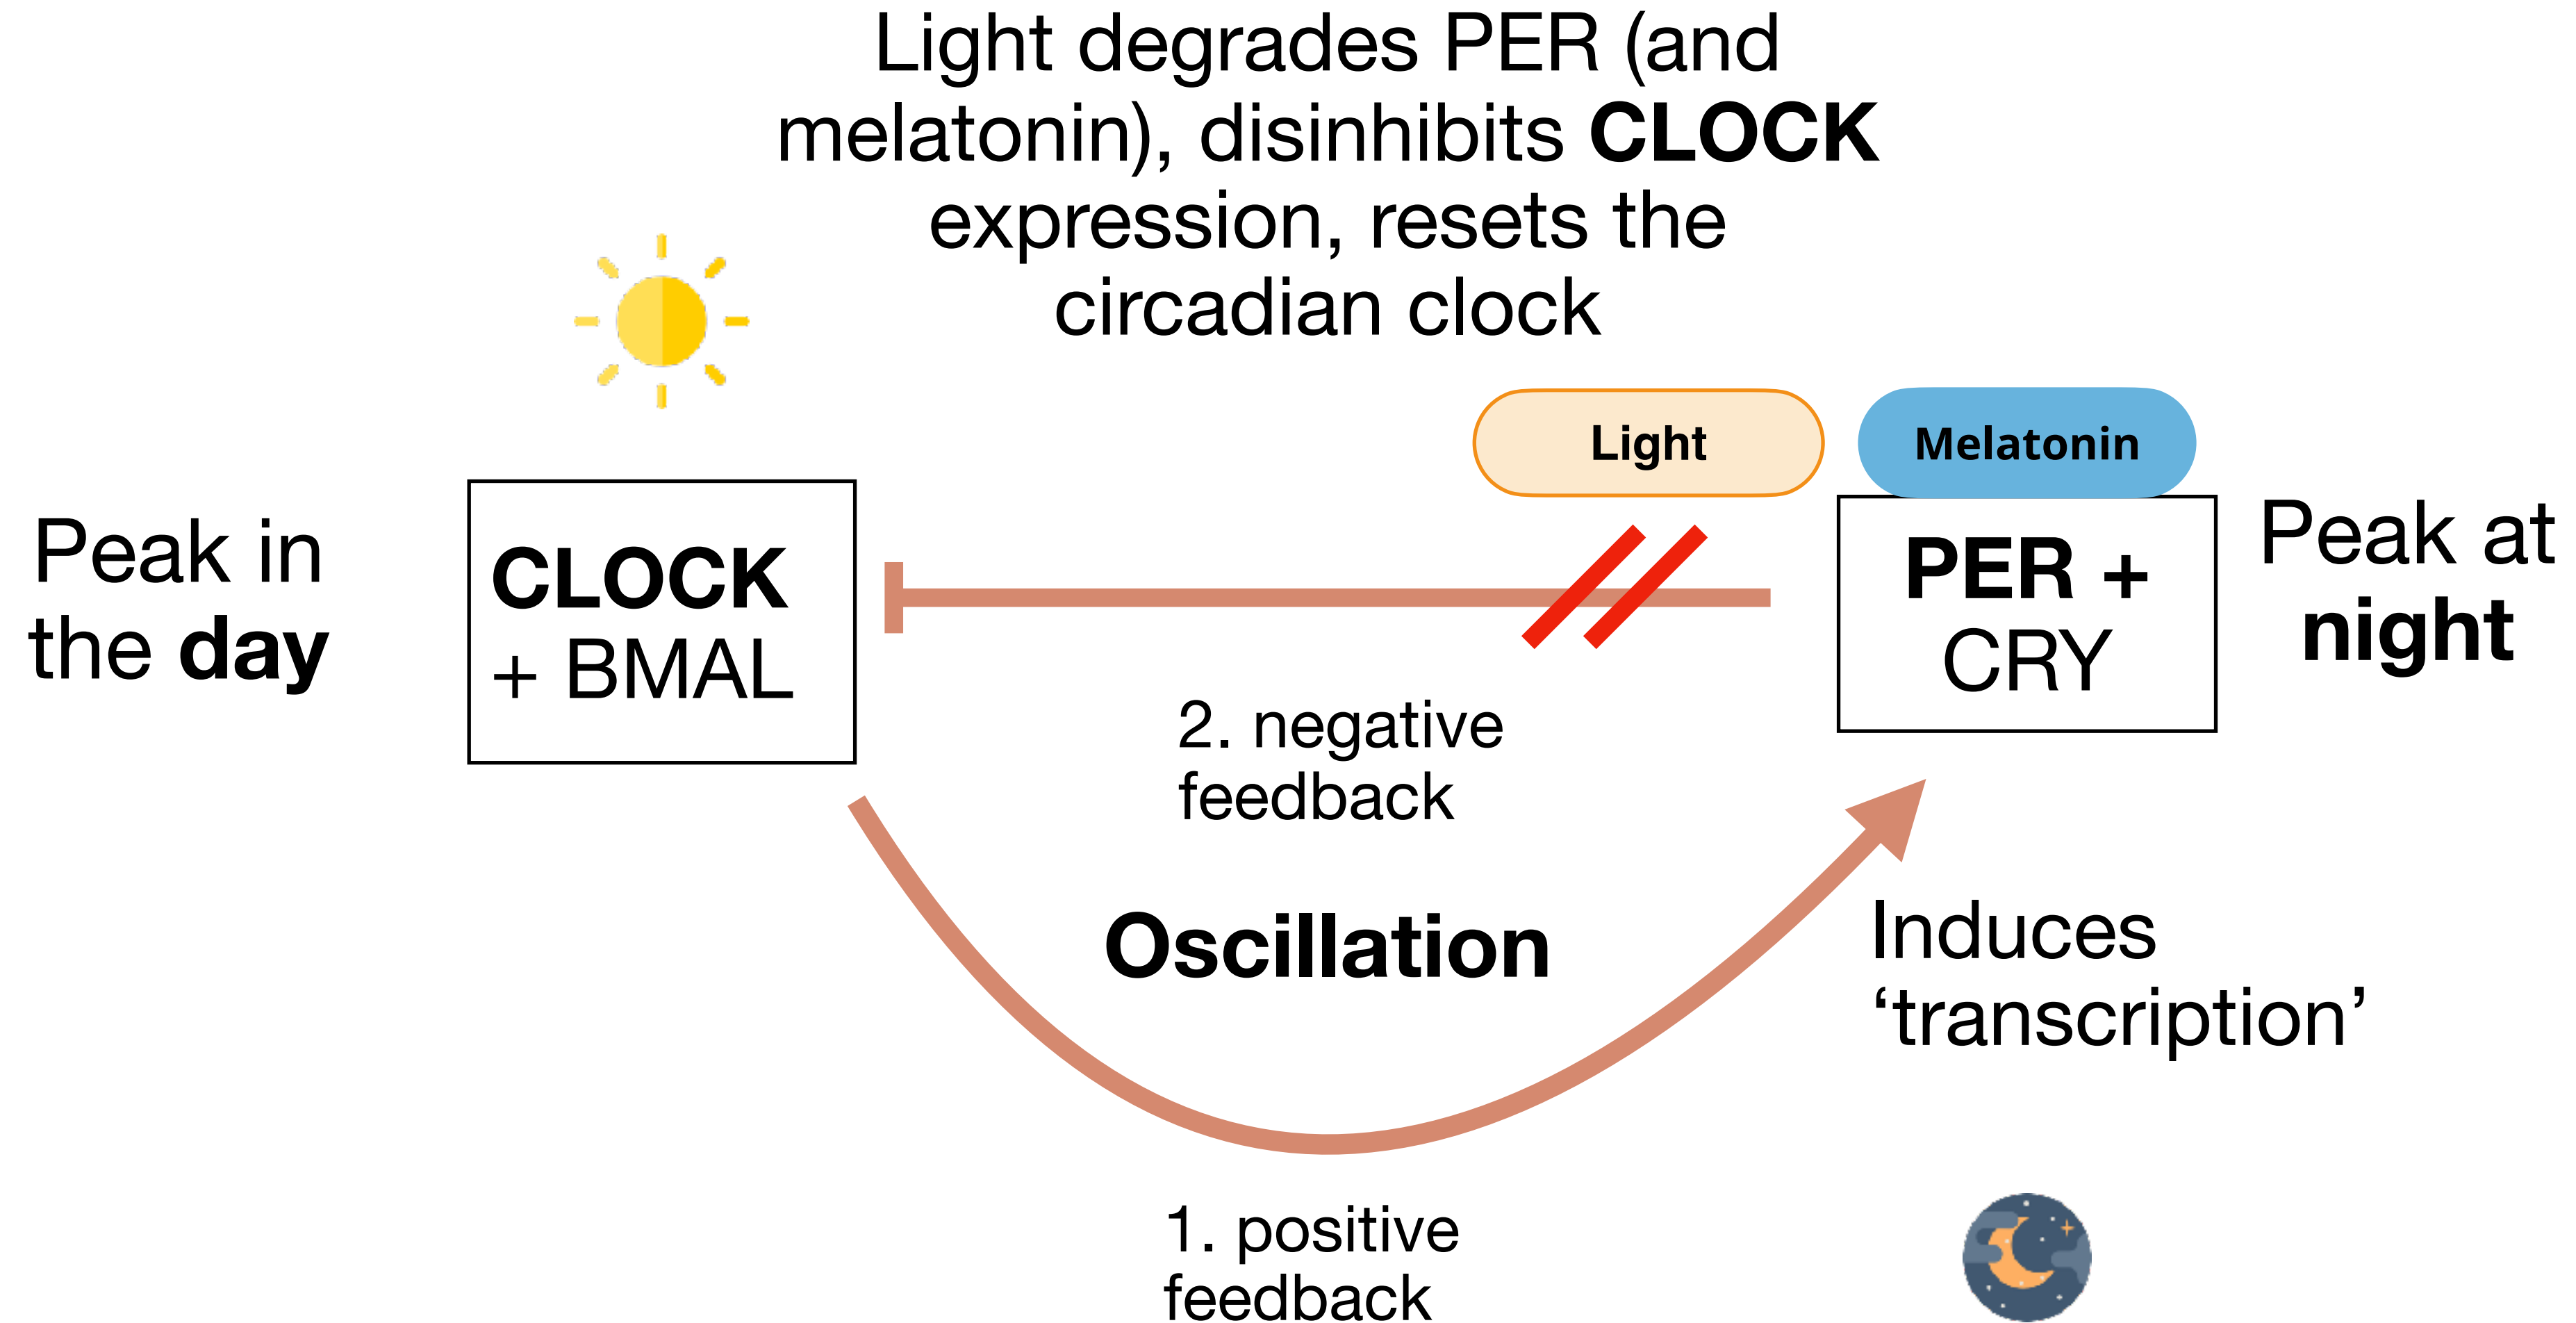 Light degrades PER (and
melatonin), disinhibits CLOCK
expression, resets the
circadian clock
Light
Melatonin
Peak in
the day
CLOCK
+ BMAL
PER +
CRY
Peak at
night
2. negative
feedback
Oscillation
Induces
‘transcription’
1. positive
feedback